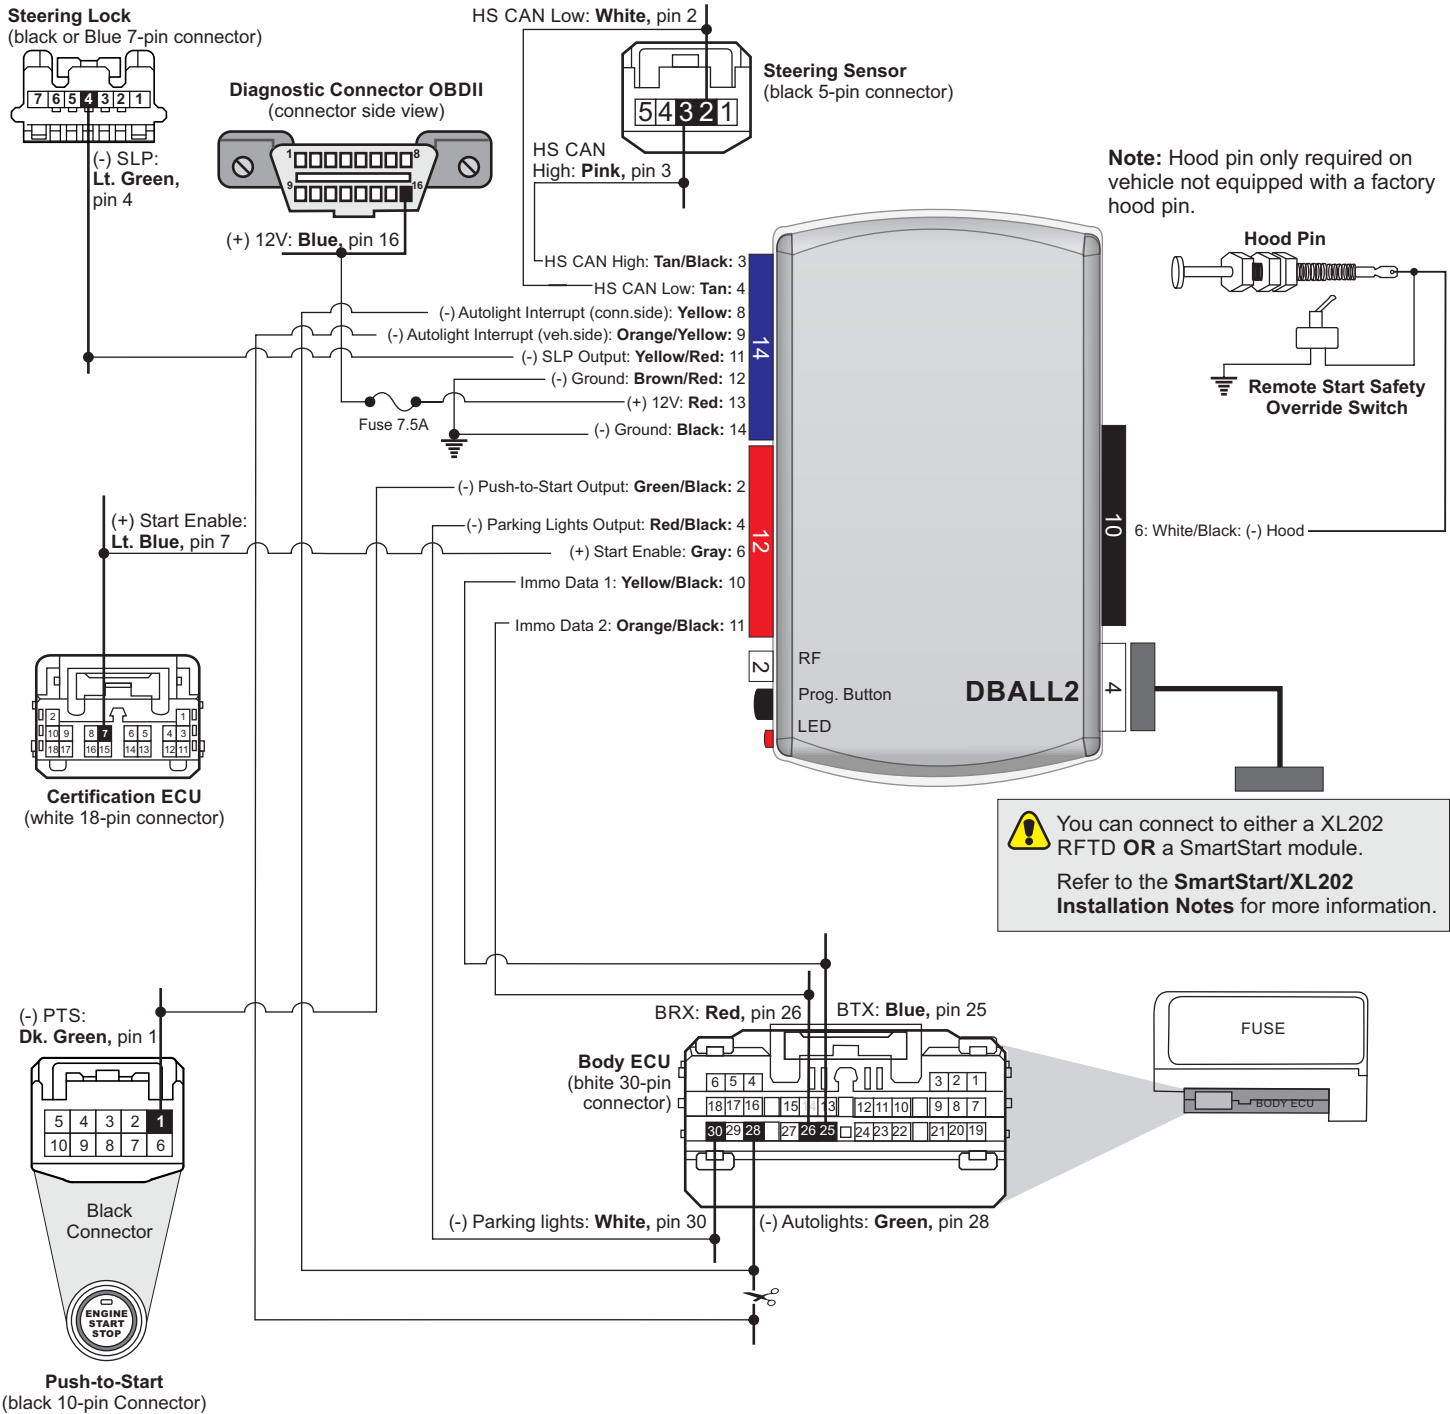 Steering Lock
(black or Blue 7-pin connector)
7 6 5 4 3 2 1
(-) SLP:
Lt. Green,
pin 4
Diagnostic Connector OBDII
(connector side view)
1 8
9 16
(+) 12V: Blue, pin 16
HS CAN Low: White, pin 2
Steering Sensor
(black 5-pin connector)
5 4 3 2 1
HS CAN
High: Pink, pin 3
Note: Hood pin only required on
vehicle not equipped with a factory
hood pin.
Hood Pin
Remote Start Safety
Override Switch
HS CAN High: Tan/Black: 3
HS CAN Low: Tan: 4
(-) Autolight Interrupt (conn.side): Yellow: 8
(-) Autolight Interrupt (veh.side): Orange/Yellow: 9
(-) SLP Output: Yellow/Red: 11
(-) Ground: Brown/Red: 12
(+) 12V: Red: 13
(-) Ground: Black: 14
Fuse 7.5A
14
(-) Push-to-Start Output: Green/Black: 2
(-) Parking Lights Output: Red/Black: 4
(+) Start Enable: Gray: 6
Immo Data 1: Yellow/Black: 10
Immo Data 2: Orange/Black: 11
12
10
6: White/Black: (-) Hood
2
RF
Prog. Button
LED
DBALL2
4
(+) Start Enable:
Lt. Blue, pin 7
2 1
10 9 8 7 6 5 4 3
18 17 16 15 14 13 12 11
Certification ECU
(white 18-pin connector)
You can connect to either a XL202
RFTD OR a SmartStart module.
Refer to the SmartStart/XL202
Installation Notes for more information.
(-) PTS:
Dk. Green, pin 1
5 4 3 2 1
10 9 8 7 6
Black
Connector
ENGINE
START
STOP
Push-to-Start
(black 10-pin Connector)
BRX: Red, pin 26
BTX: Blue, pin 25
Body ECU
(bhite 30-pin
connector)
6 5 4 3 2 1
18 17 16 15 14 13 12 11 10 9 8 7
30 29 28 27 26 25 24 23 22 21 20 19
(-) Parking lights: White, pin 30
(-) Autolights: Green, pin 28
FUSE
BODY ECU